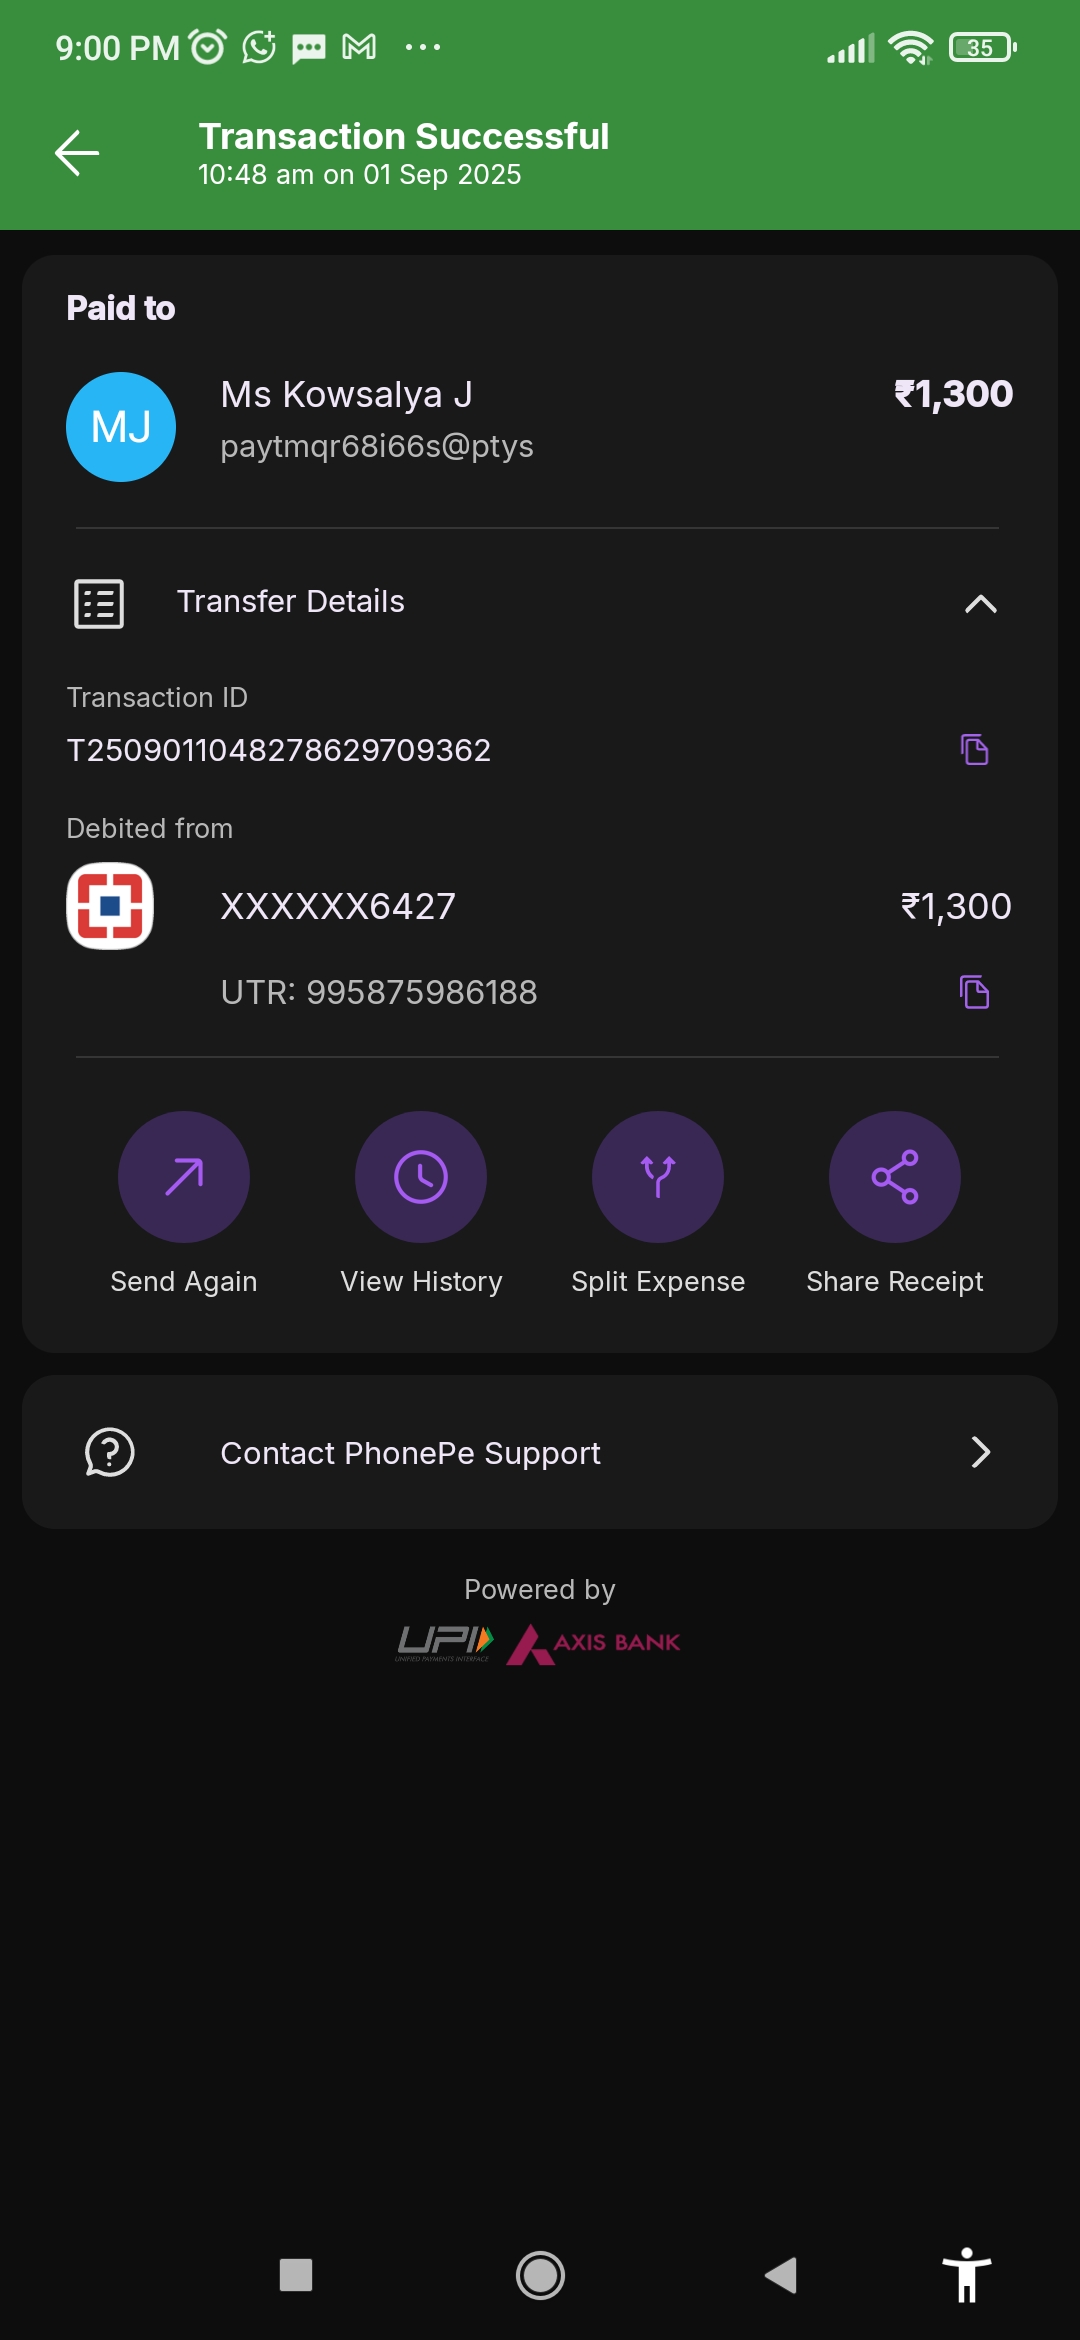 9:00 PM
35
Transaction Successful
10:48 am on 01 Sep 2025
Paid to
MJ
Ms Kowsalya J
₹1,300
paytmqr68i66s@ptys
Transfer Details
Transaction ID
T2509011048278629709362
Debited from
XXXXXX6427
₹1,300
UTR: 995875986188
Send Again
View History
Split Expense
Share Receipt
Contact PhonePe Support
Powered by
UPI
UNIFIED PAYMENTS INTERFACE
AXIS BANK